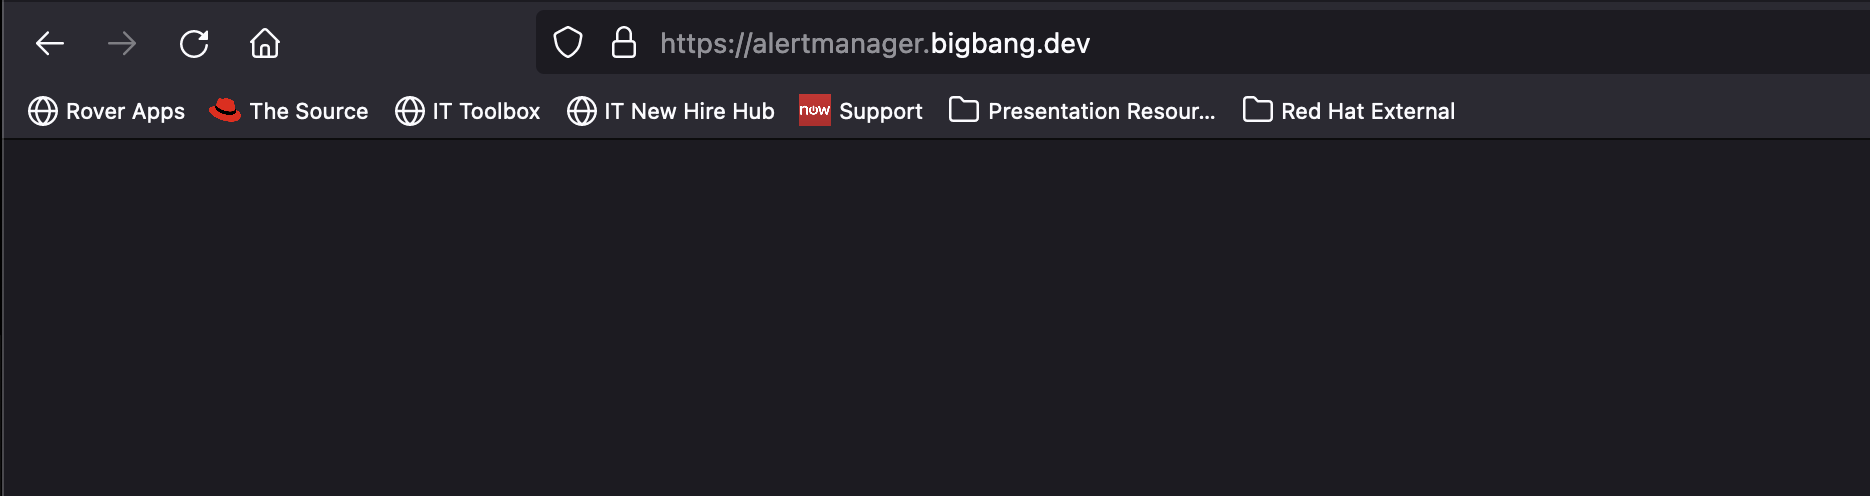 https://alertmanager.bigbang.dev
Rover Apps The Source IT Toolbox IT New Hire Hub now Support Presentation Resour... Red Hat External